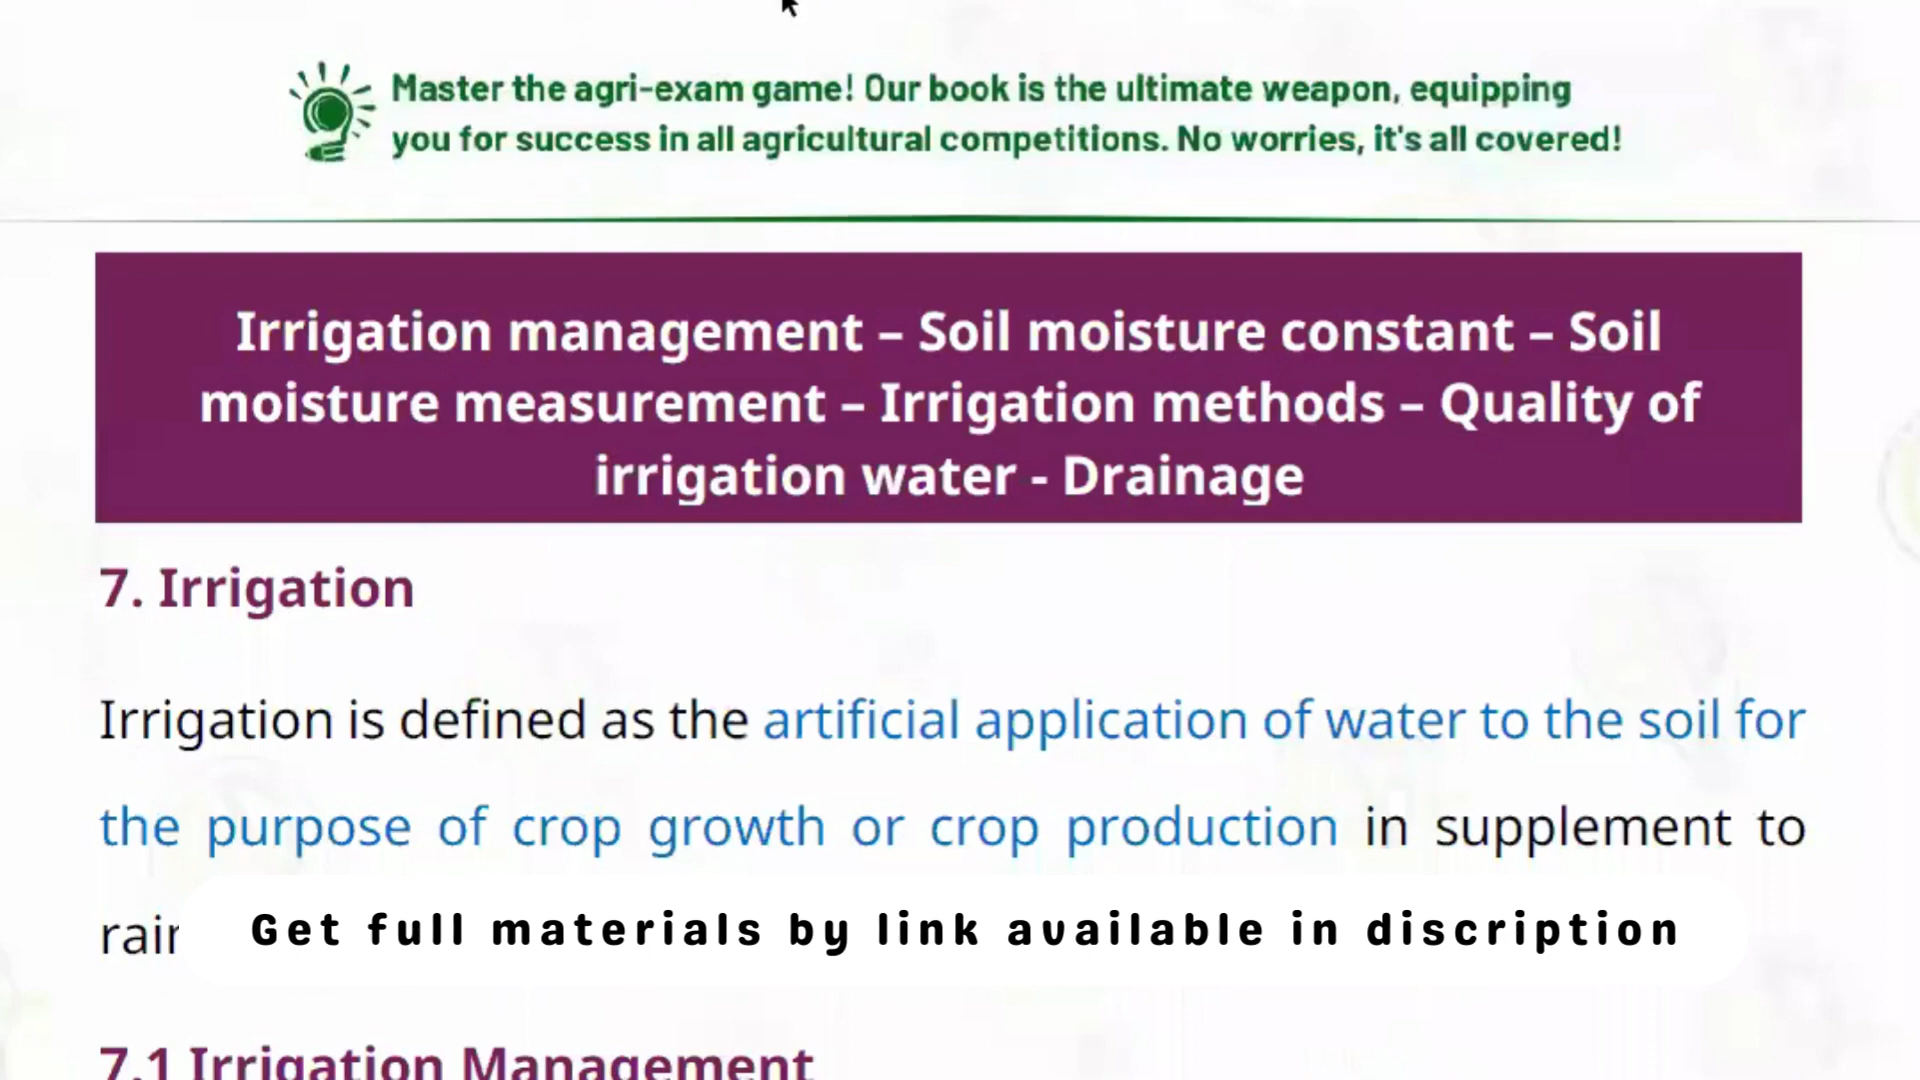 Master the agri-exam game! Our book is the ultimate weapon, equipping
you for success in all agricultural competitions. No worries, it's all covered!
Irrigation management – Soil moisture constant – Soil
moisture measurement – Irrigation methods – Quality of
irrigation water - Drainage
7. Irrigation
Irrigation is defined as the artificial application of water to the soil for
the purpose of crop growth or crop production in supplement to
Get full materials by link available in discription
7.1 Irrigation Management